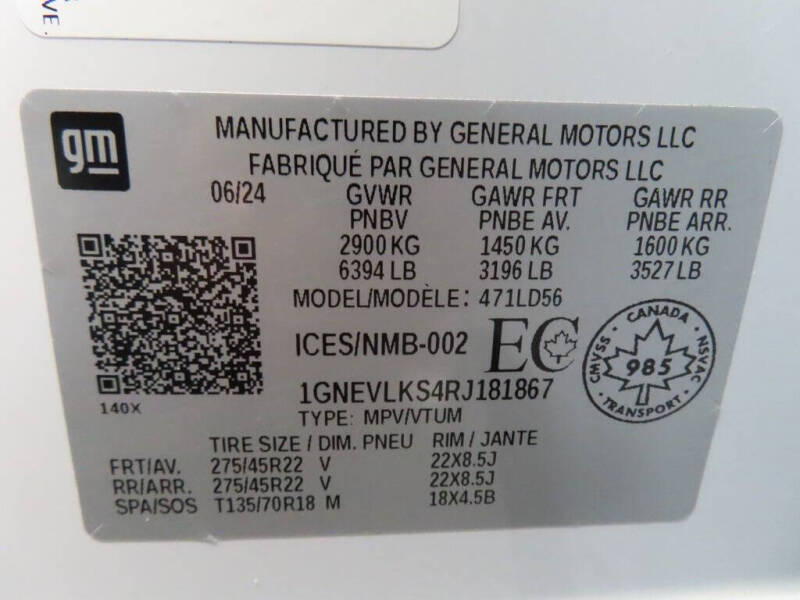 VE.
gm
MANUFACTURED BY GENERAL MOTORS LLC
FABRIQUÉ PAR GENERAL MOTORS LLC
06/24 GVWR GAWR FRT GAWR RR
PNBV PNBE AV. PNBE ARR.
2900 KG 1450 KG 1600 KG
6394 LB 3196 LB 3527 LB
MODEL/MODÈLE: 471LD56
ICES/NMB-002 EC
CANADA
CMVSS 985 NSVAC
TRANSPORT
140X
1GNEVLKS4RJ181867
TYPE: MPV/VTUM
TIRE SIZE / DIM. PNEU RIM / JANTE
FRT/AV. 275/45R22 V 22X8.5J
RR/ARR. 275/45R22 V 22X8.5J
SPA/SOS T135/70R18 M 18X4.5B